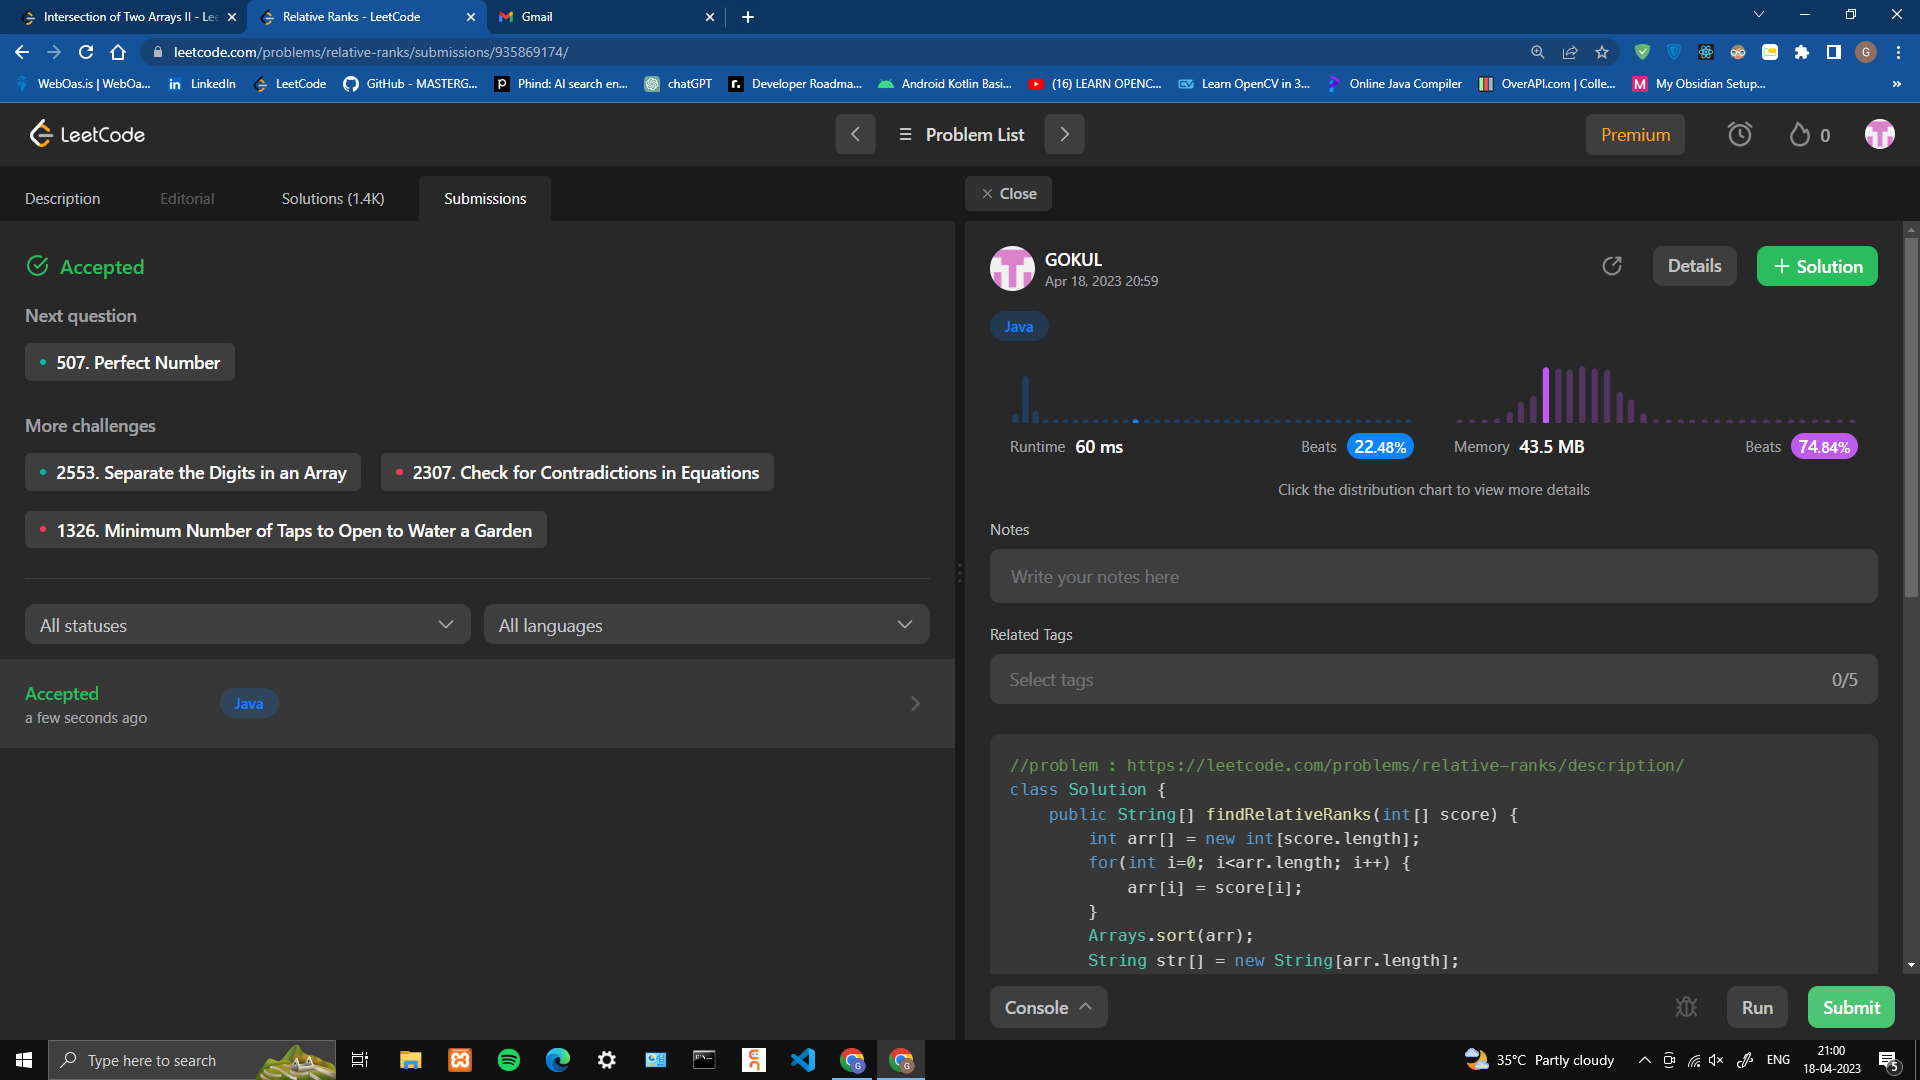 Intersection of Two Arrays II - Le
Relative Ranks - LeetCode
Gmail
leetcode.com/problems/relative-ranks/submissions/935869174/
G
WebOas.is | WebOa...
LinkedIn
LeetCode
GitHub - MASTERG...
Phind: AI search en...
chatGPT
Developer Roadma...
Android Kotlin Basi...
(16) LEARN OPENC...
Learn OpenCV in 3...
Online Java Compiler
OverAPI.com | Colle...
My Obsidian Setup...
LeetCode
Problem List
Premium
0
Description
Editorial
Solutions (1.4K)
Submissions
Close
Accepted
Next question
507. Perfect Number
More challenges
2553. Separate the Digits in an Array
2307. Check for Contradictions in Equations
1326. Minimum Number of Taps to Open to Water a Garden
All statuses
All languages
Accepted
a few seconds ago
Java
GOKUL
Apr 18, 2023 20:59
Details
+ Solution
Java
Runtime 60 ms
Beats 22.48%
Memory 43.5 MB
Beats 74.84%
Click the distribution chart to view more details
Notes
Write your notes here
Related Tags
Select tags
0/5
//problem : https://leetcode.com/problems/relative-ranks/description/
class Solution {
    public String[] findRelativeRanks(int[] score) {
        int arr[] = new int[score.length];
        for(int i=0; i<arr.length; i++) {
            arr[i] = score[i];
        }
        Arrays.sort(arr);
        String str[] = new String[arr.length];
Console
Run
Submit
Type here to search
35°C Partly cloudy
ENG
21:00
18-04-2023
5